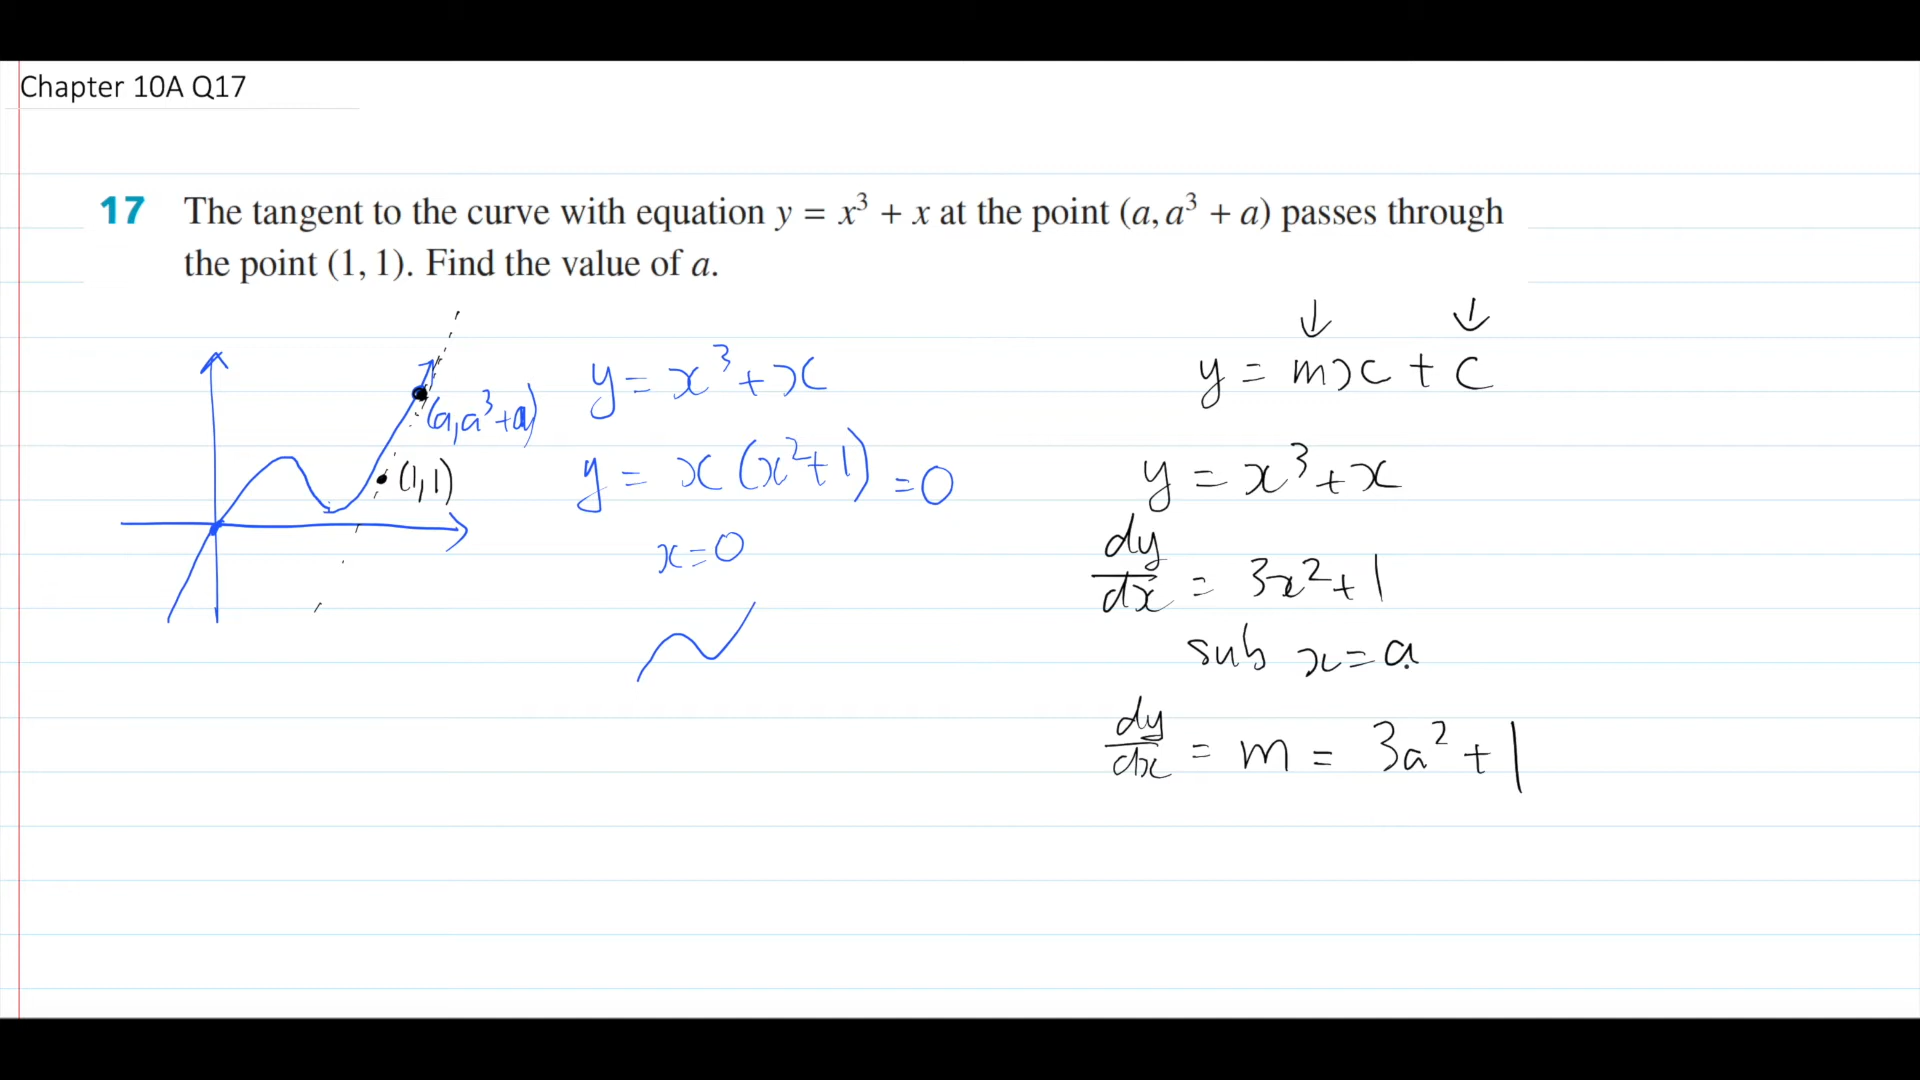 Chapter 10A Q17
17 The tangent to the curve with equation y = x³ + x at the point (a, a³ + a) passes through
the point (1, 1). Find the value of a.
(a, a³+a)
(1,1)
y = x³+x
y = x(x²+1) =0
x=0
↓ ↓
y = mx + c
y = x³+x
dy/dx = 3x²+1
sub x=a
dy/dx = m = 3a²+1